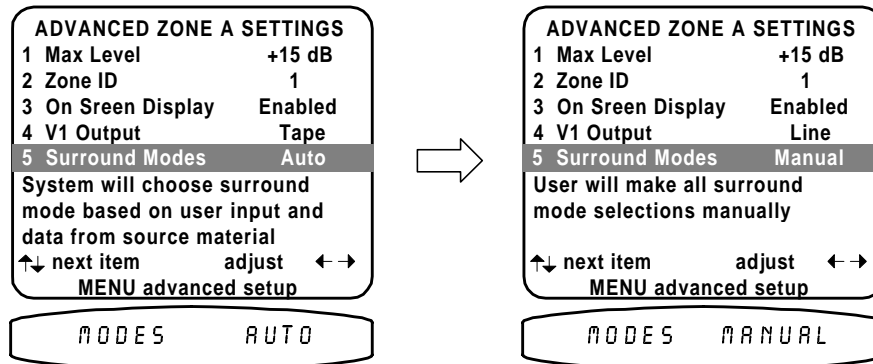 ADVANCED ZONE A SETTINGS
1 Max Level +15 dB
2 Zone ID 1
3 On Sreen Display Enabled
4 V1 Output Tape
5 Surround Modes Auto
System will choose surround
mode based on user input and
data from source material
↑↓ next item adjust ←→
MENU advanced setup
MODES AUTO
ADVANCED ZONE A SETTINGS
1 Max Level +15 dB
2 Zone ID 1
3 On Sreen Display Enabled
4 V1 Output Line
5 Surround Modes Manual
User will make all surround
mode selections manually
↑↓ next item adjust ←→
MENU advanced setup
MODES MANUAL